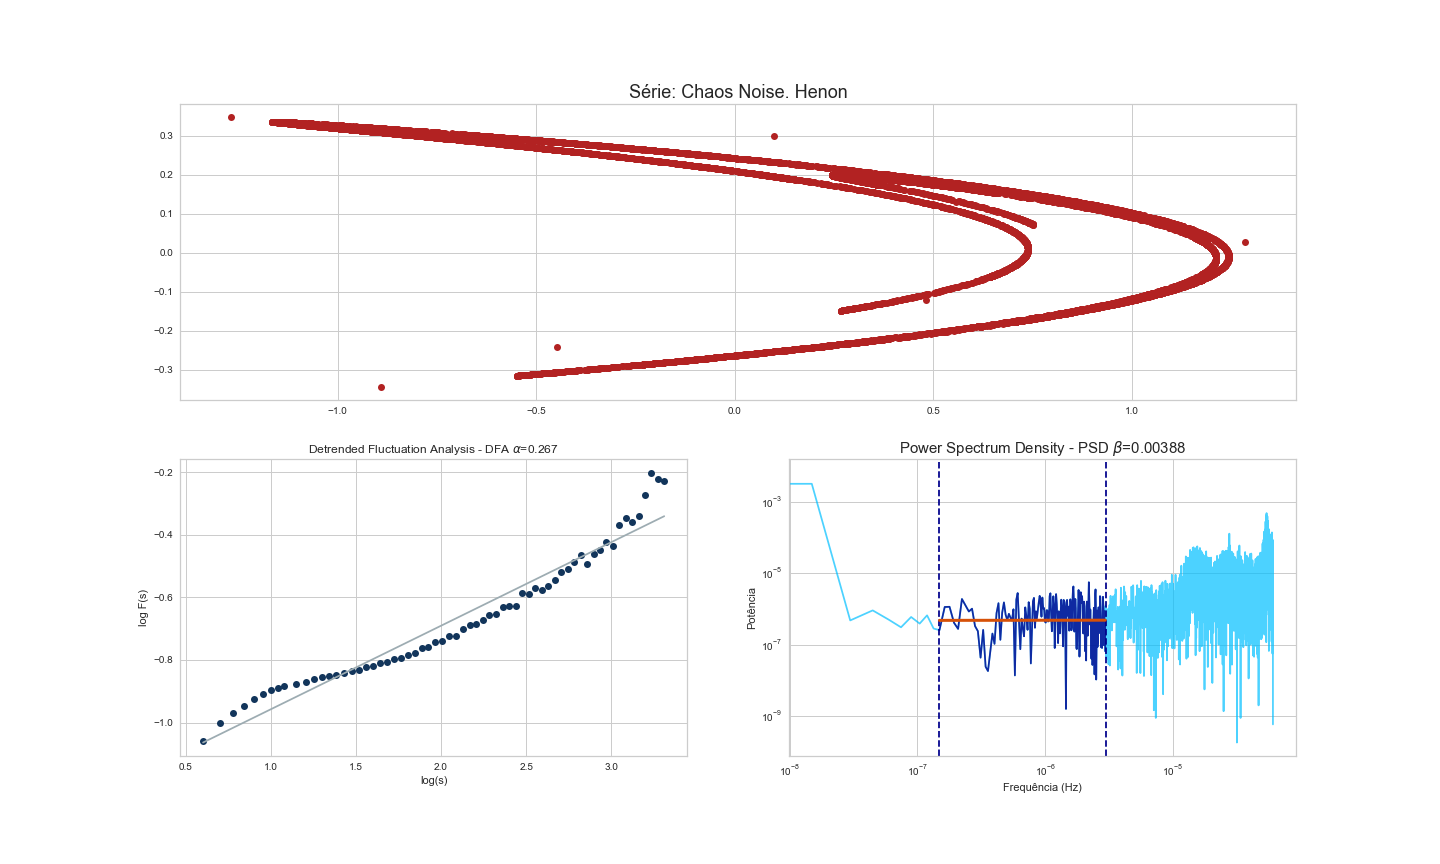 Série: Chaos Noise. Henon
0.3
0.2
0.1
0.0
−0.1
−0.2
−0.3
−1.0 −0.5 0.0 0.5 1.0
Detrended Fluctuation Analysis - DFA α=0.267
log F(s)
−0.2
−0.4
−0.6
−0.8
−1.0
0.5 1.0 1.5 2.0 2.5 3.0
log(s)
Power Spectrum Density - PSD β=0.00388
Potência
10⁻³
10⁻⁵
10⁻⁷
10⁻⁹
10⁻⁸ 10⁻⁷ 10⁻⁶ 10⁻⁵
Frequência (Hz)